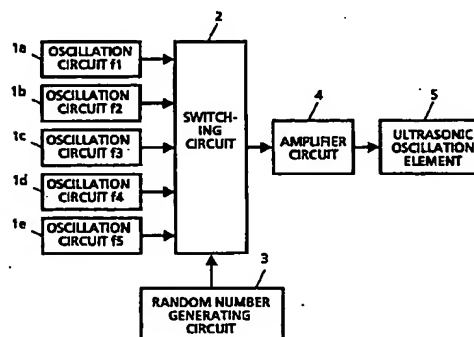 1a
OSCILLATION
CIRCUIT f1
1b
OSCILLATION
CIRCUIT f2
1c
OSCILLATION
CIRCUIT f3
1d
OSCILLATION
CIRCUIT f4
1e
OSCILLATION
CIRCUIT f5
2
SWITCH-
ING
CIRCUIT
4
AMPLIFIER
CIRCUIT
5
ULTRASONIC
OSCILLATION
ELEMENT
3
RANDOM NUMBER
GENERATING
CIRCUIT